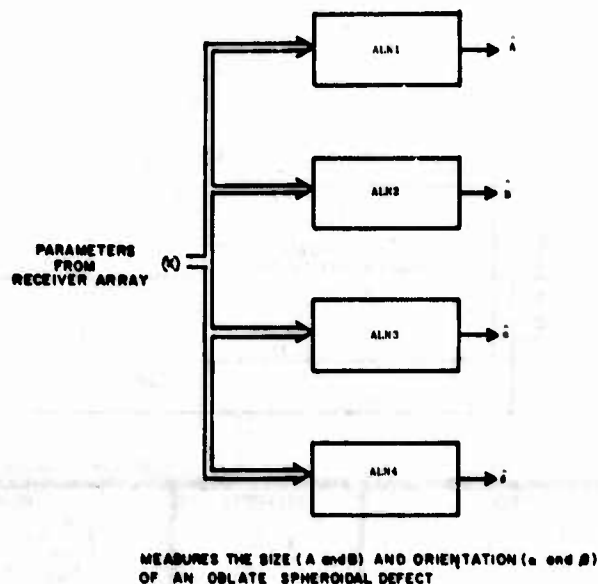 ALN1
Â
ALN2
B̂
PARAMETERS
FROM
RECEIVER ARRAY
(X)
ALN3
α̂
ALN4
MEASURES THE SIZE (A and B) AND ORIENTATION (α and β)
OF AN OBLATE SPHEROIDAL DEFECT